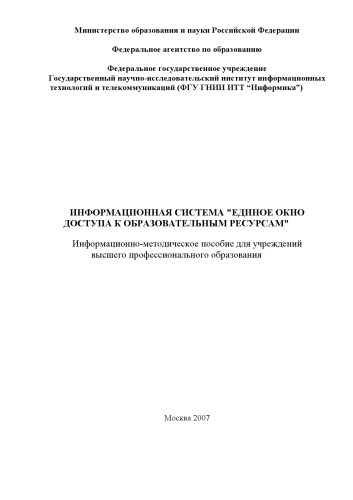 Министерство образования и науки Российской Федерации
Федеральное агентство по образованию
Федеральное государственное учреждение
Государственный научно-исследовательский институт информационных
технологий и телекоммуникаций (ФГУ ГНИИ ИТТ “Информика”)
ИНФОРМАЦИОННАЯ СИСТЕМА "ЕДИНОЕ ОКНО
ДОСТУПА К ОБРАЗОВАТЕЛЬНЫМ РЕСУРСАМ"
Информационно-методическое пособие для учреждений
высшего профессионального образования
Москва 2007